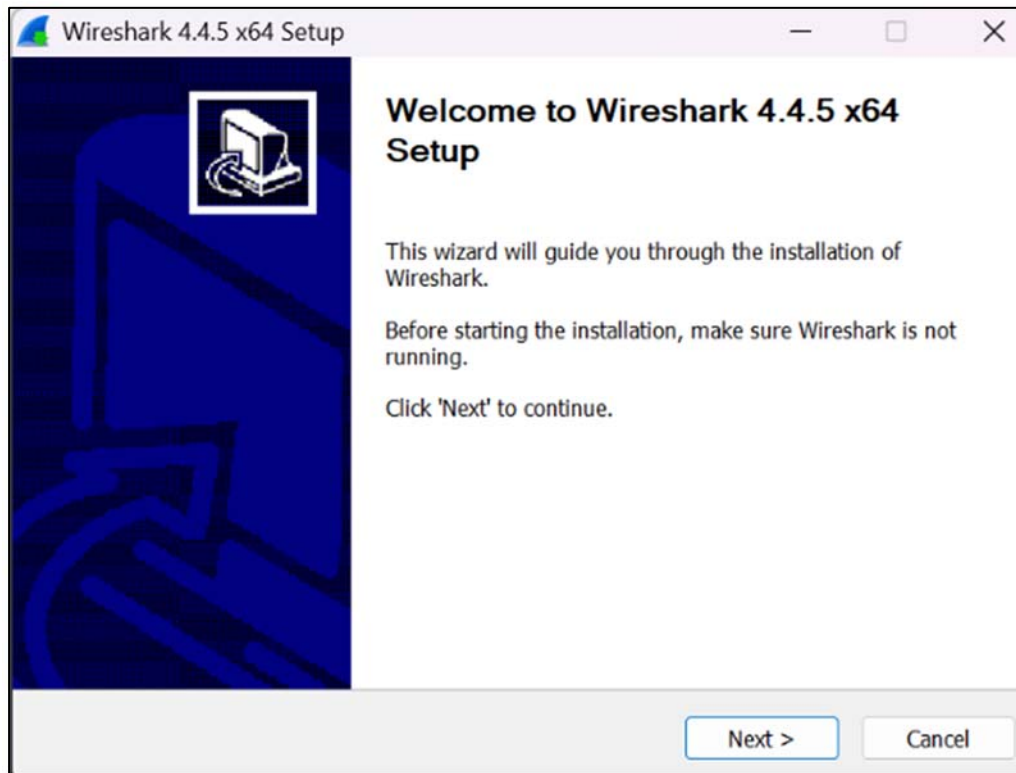 Wireshark 4.4.5 x64 Setup
Welcome to Wireshark 4.4.5 x64
Setup
This wizard will guide you through the installation of
Wireshark.
Before starting the installation, make sure Wireshark is not
running.
Click 'Next' to continue.
Next >
Cancel